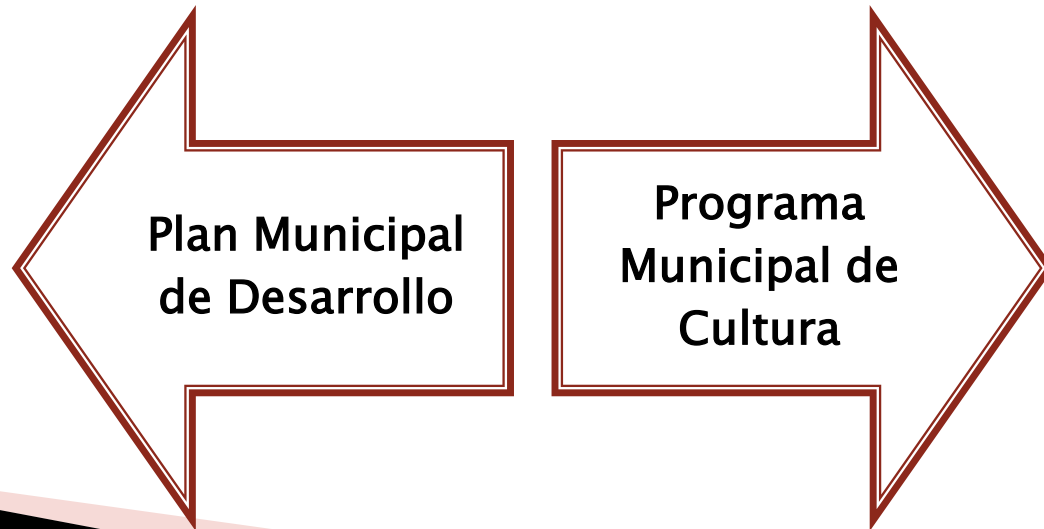 Plan Municipal
de Desarrollo
Programa
Municipal de
Cultura